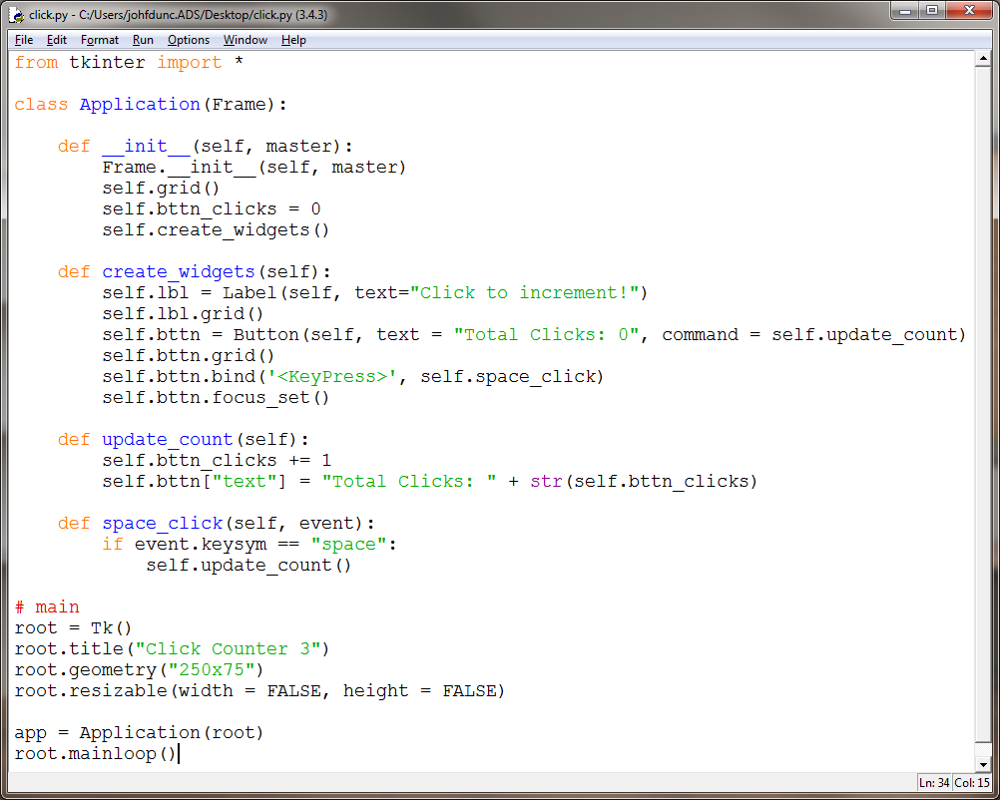 click.py - C:/Users/johfdunc.ADS/Desktop/click.py (3.4.3)
File Edit Format Run Options Window Help
from tkinter import *

class Application(Frame):

    def __init__(self, master):
        Frame.__init__(self, master)
        self.grid()
        self.bttn_clicks = 0
        self.create_widgets()

    def create_widgets(self):
        self.lbl = Label(self, text="Click to increment!")
        self.lbl.grid()
        self.bttn = Button(self, text = "Total Clicks: 0", command = self.update_count)
        self.bttn.grid()
        self.bttn.bind('<KeyPress>', self.space_click)
        self.bttn.focus_set()

    def update_count(self):
        self.bttn_clicks += 1
        self.bttn["text"] = "Total Clicks: " + str(self.bttn_clicks)

    def space_click(self, event):
        if event.keysym == "space":
            self.update_count()

# main
root = Tk()
root.title("Click Counter 3")
root.geometry("250x75")
root.resizable(width = FALSE, height = FALSE)

app = Application(root)
root.mainloop()
Ln: 34 Col: 15